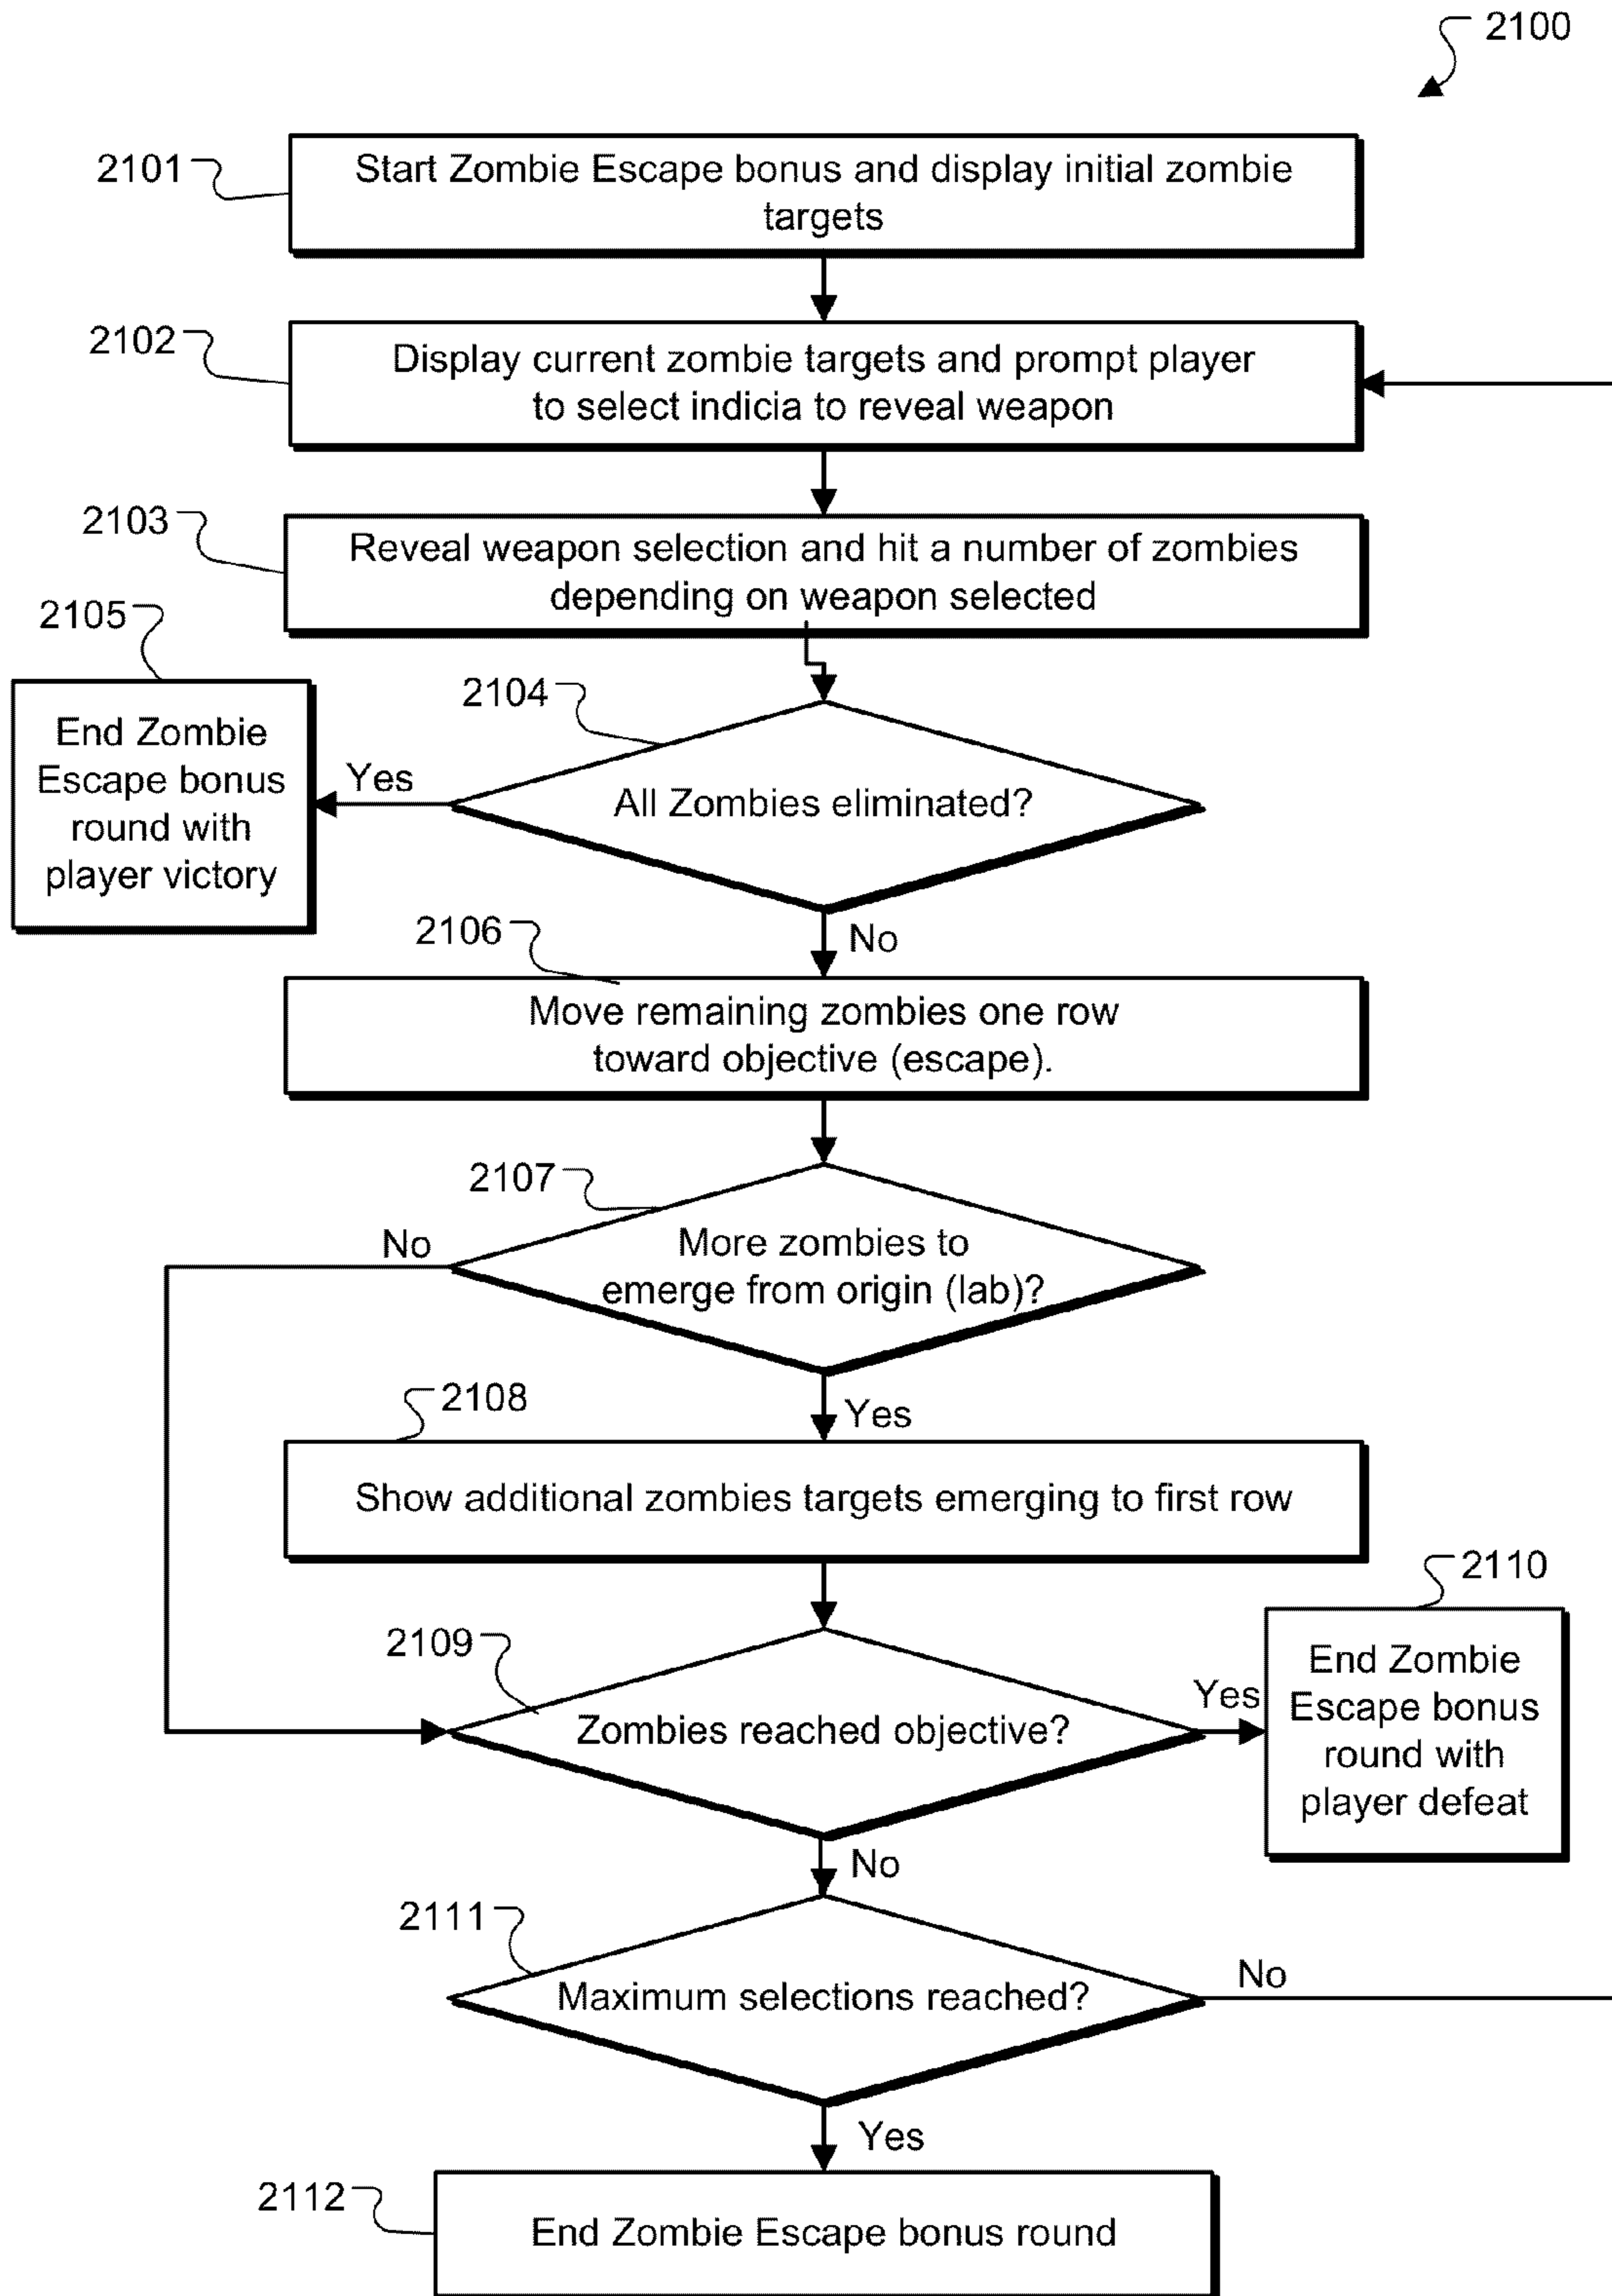 2100
2101
Start Zombie Escape bonus and display initial zombie
targets
2102
Display current zombie targets and prompt player
to select indicia to reveal weapon
2103
Reveal weapon selection and hit a number of zombies
depending on weapon selected
2105
End Zombie
Escape bonus
round with
player victory
Yes
2104
All Zombies eliminated?
No
2106
Move remaining zombies one row
toward objective (escape).
2107
No
More zombies to
emerge from origin (lab)?
Yes
2108
Show additional zombies targets emerging to first row
2109
Zombies reached objective?
Yes
2110
End Zombie
Escape bonus
round with
player defeat
No
2111
Maximum selections reached?
No
Yes
2112
End Zombie Escape bonus round